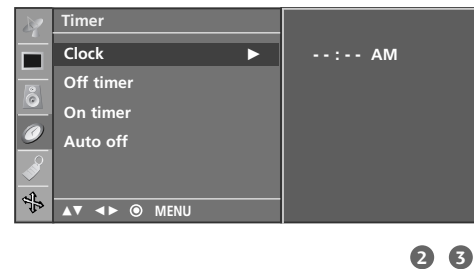 Timer
Clock ► - - : - - AM
Off timer
On timer
Auto off
▲▼ ◄► ◉ MENU
2 3